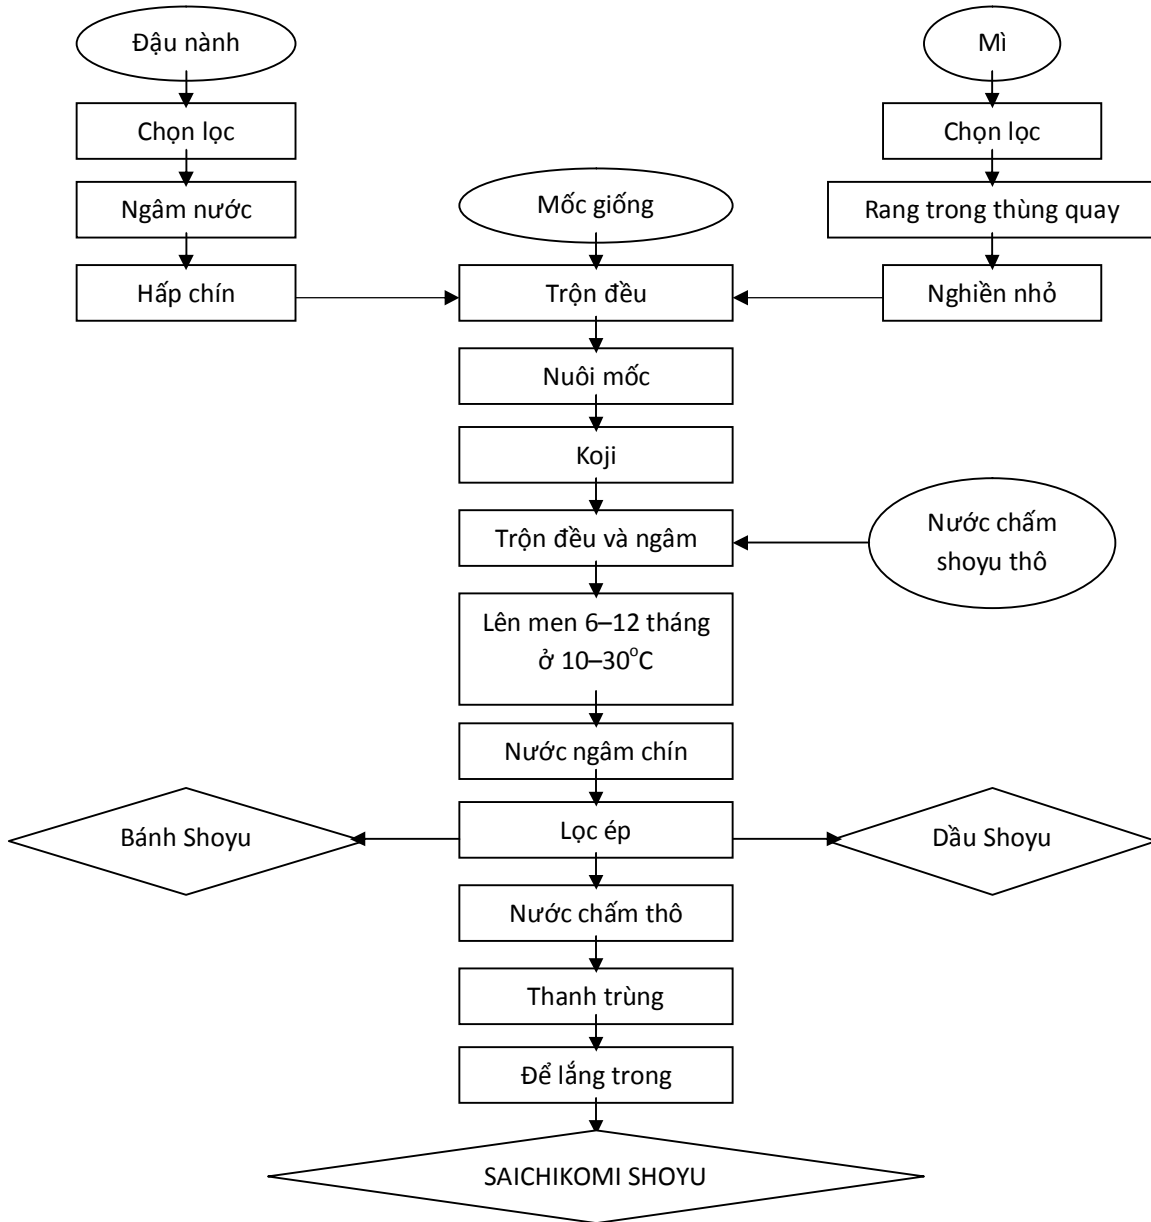 Đậu nành
Mì
Chọn lọc
Chọn lọc
Ngâm nước
Mốc giống
Rang trong thùng quay
Hấp chín
Trộn đều
Nghiền nhỏ
Nuôi mốc
Koji
Trộn đều và ngâm
Nước chấm
shoyu thô
Lên men 6–12 tháng
ở 10–30°C
Nước ngâm chín
Bánh Shoyu
Lọc ép
Dầu Shoyu
Nước chấm thô
Thanh trùng
Để lắng trong
SAICHIKOMI SHOYU